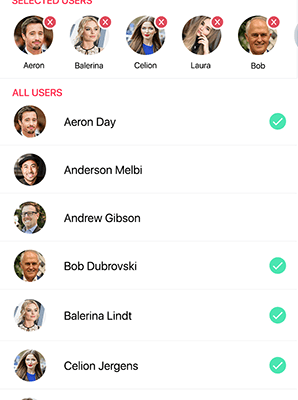 SELECTED USERS
Aeron
Balerina
Celion
Laura
Bob
ALL USERS
Aeron Day
Anderson Melbi
Andrew Gibson
Bob Dubrovski
Balerina Lindt
Celion Jergens